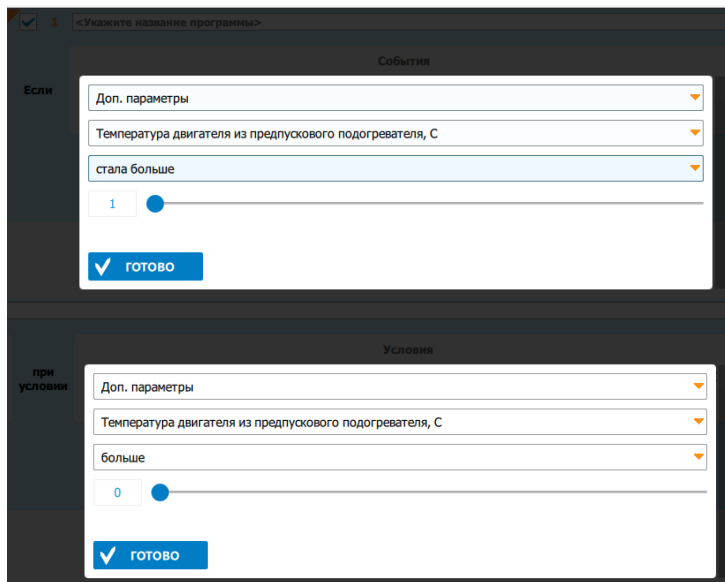 1 <Укажите название программы>
События
Если
Доп. параметры
Температура двигателя из предпускового подогревателя, С
стала больше
1
ГОТОВО
Условия
при
условии
Доп. параметры
Температура двигателя из предпускового подогревателя, С
больше
0
ГОТОВО